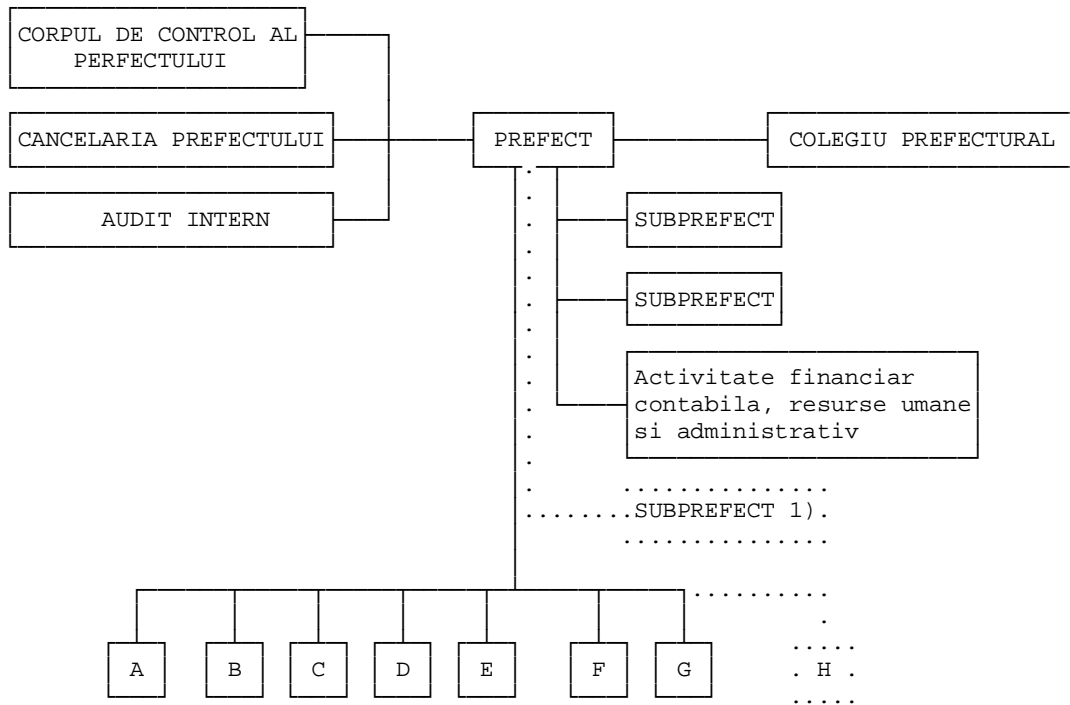 CORPUL DE CONTROL AL
PERFECTULUI
CANCELARIA PREFECTULUI
PREFECT
COLEGIU PREFECTURAL
AUDIT INTERN
SUBPREFECT
SUBPREFECT
Activitate financiar
contabila, resurse umane
si administrativ
SUBPREFECT 1)
A B C D E F G H